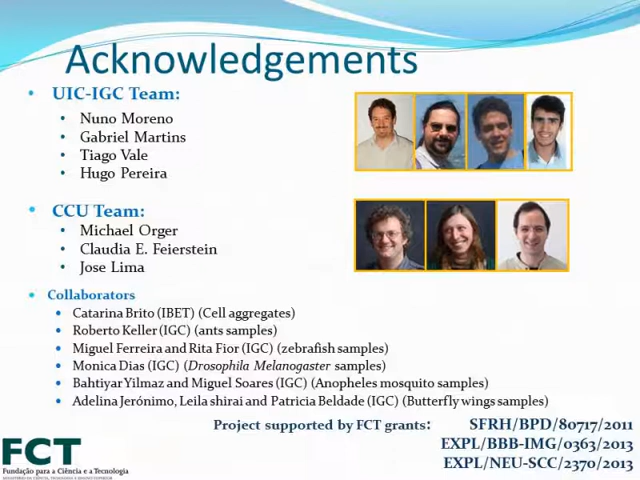 Acknowledgements
• UIC-IGC Team:
• Nuno Moreno
• Gabriel Martins
• Tiago Vale
• Hugo Pereira
• CCU Team:
• Michael Orger
• Claudia E. Feierstein
• Jose Lima
• Collaborators
• Catarina Brito (IBET) (Cell aggregates)
• Roberto Keller (IGC) (ants samples)
• Miguel Ferreira and Rita Fior (IGC) (zebrafish samples)
• Monica Dias (IGC) (Drosophila Melanogaster samples)
• Bahtiyar Yilmaz and Miguel Soares (IGC) (Anopheles mosquito samples)
• Adelina Jerónimo, Leila shirai and Patricia Beldade (IGC) (Butterfly wings samples)
Project supported by FCT grants: SFRH/BPD/80717/2011
EXPL/BBB-IMG/0363/2013
EXPL/NEU-SCC/2370/2013
FCT
Fundação para a Ciência e a Tecnologia